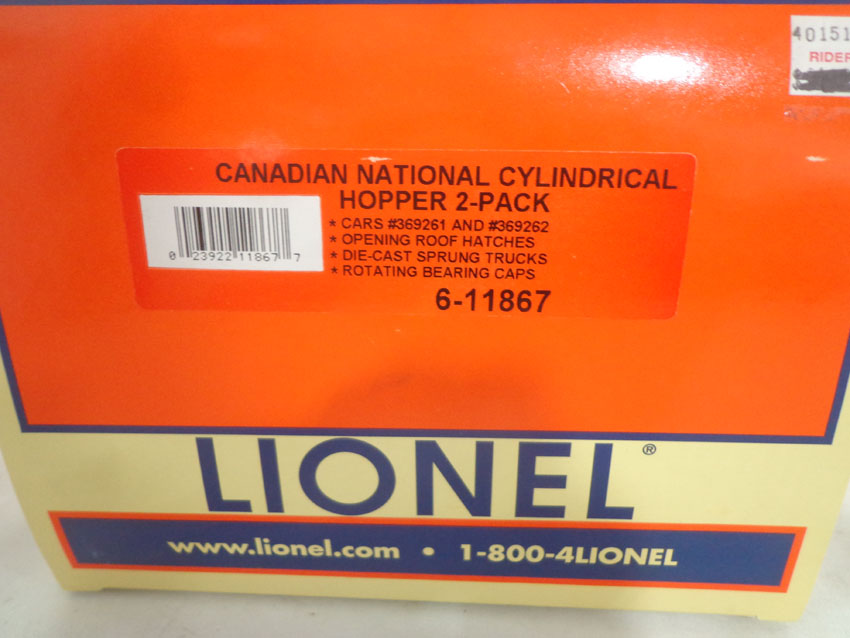 40151
RIDER
CANADIAN NATIONAL CYLINDRICAL
HOPPER 2-PACK
* CARS #369261 AND #369262
* OPENING ROOF HATCHES
* DIE-CAST SPRUNG TRUCKS
* ROTATING BEARING CAPS
0 23922 11867 7
6-11867
LIONEL®
www.lionel.com • 1-800-4LIONEL